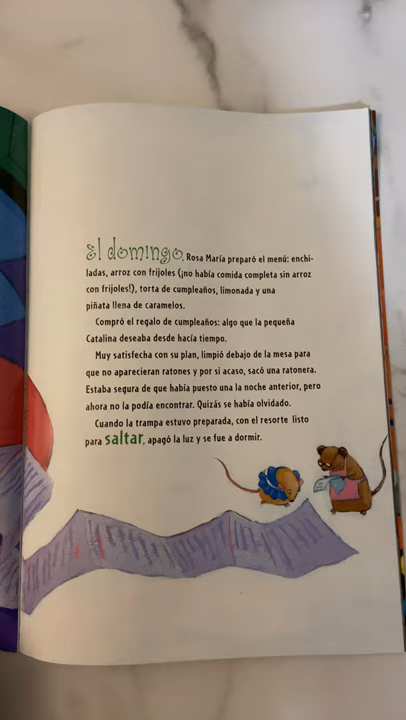 El domingo, Rosa María preparó el menú: enchi-
ladas, arroz con frijoles (¡no había comida completa sin arroz
con frijoles!), torta de cumpleaños, limonada y una
piñata llena de caramelos.
Compró el regalo de cumpleaños: algo que la pequeña
Catalina deseaba desde hacía tiempo.
Muy satisfecha con su plan, limpió debajo de la mesa para
que no aparecieran ratones y por si acaso, sacó una ratonera.
Estaba segura de que había puesto una la noche anterior, pero
ahora no la podía encontrar. Quizás se había olvidado.
Cuando la trampa estuvo preparada, con el resorte listo
para saltar, apagó la luz y se fue a dormir.